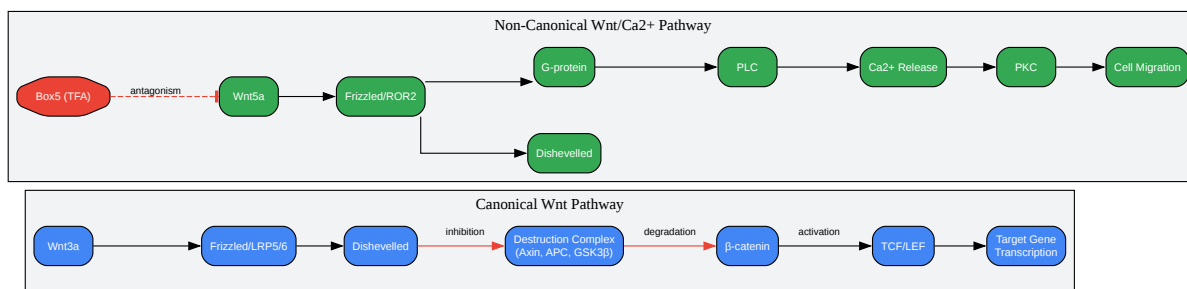 Non-Canonical Wnt/Ca2+ Pathway
Box5 (TFA)
antagonism
Wnt5a
Frizzled/ROR2
G-protein
PLC
Ca2+ Release
PKC
Cell Migration
Dishevelled
Canonical Wnt Pathway
Wnt3a
Frizzled/LRP5/6
Dishevelled
inhibition
Destruction Complex
(Axin, APC, GSK3β)
degradation
β-catenin
activation
TCF/LEF
Target Gene
Transcription